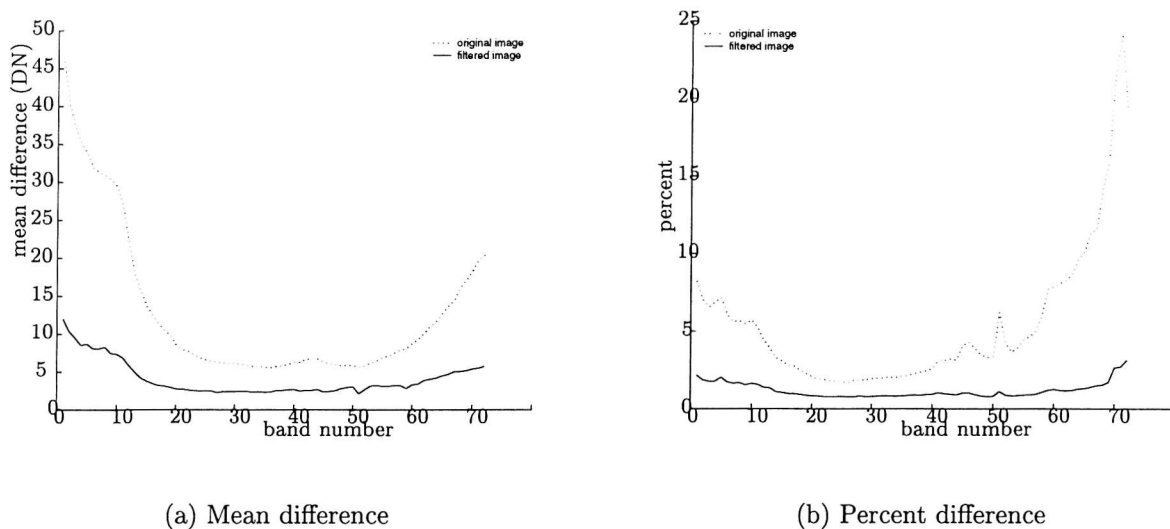 50
45
40
35
30
25
20
15
10
5
0
mean difference (DN)
original image
filtered image
0 10 20 30 40 50 60 70
band number
(a) Mean difference
25
20
15
10
5
0
percent
original image
filtered image
0 10 20 30 40 50 60 70
band number
(b) Percent difference